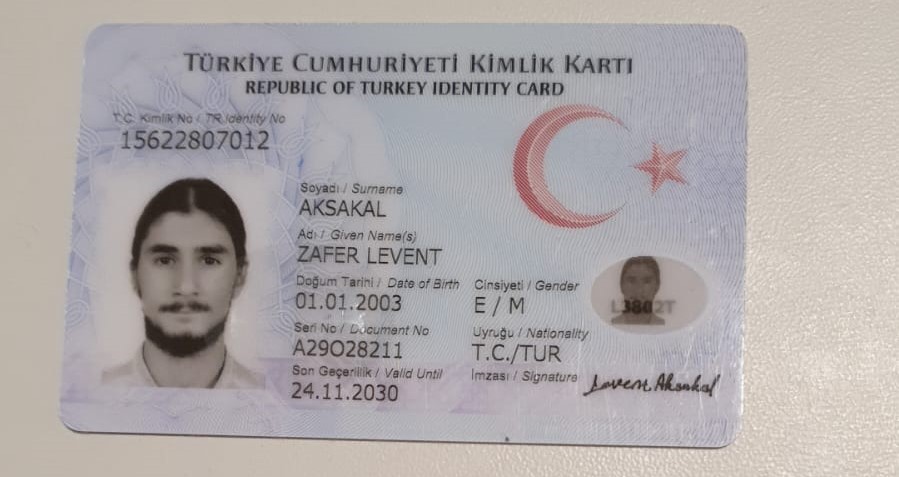 TÜRKİYE CUMHURİYETİ KİMLİK KARTI
REPUBLIC OF TURKEY IDENTITY CARD
T.C. Kimlik No / TR Identity No
15622807012
Soyadı / Surname
AKSAKAL
Adı / Given Name(s)
ZAFER LEVENT
Doğum Tarihi / Date of Birth
01.01.2003
Cinsiyeti / Gender
E / M
Seri No / Document No
A29O28211
Uyruğu / Nationality
T.C./TUR
Son Geçerlilik / Valid Until
24.11.2030
İmzası / Signature
Levent Aksakal